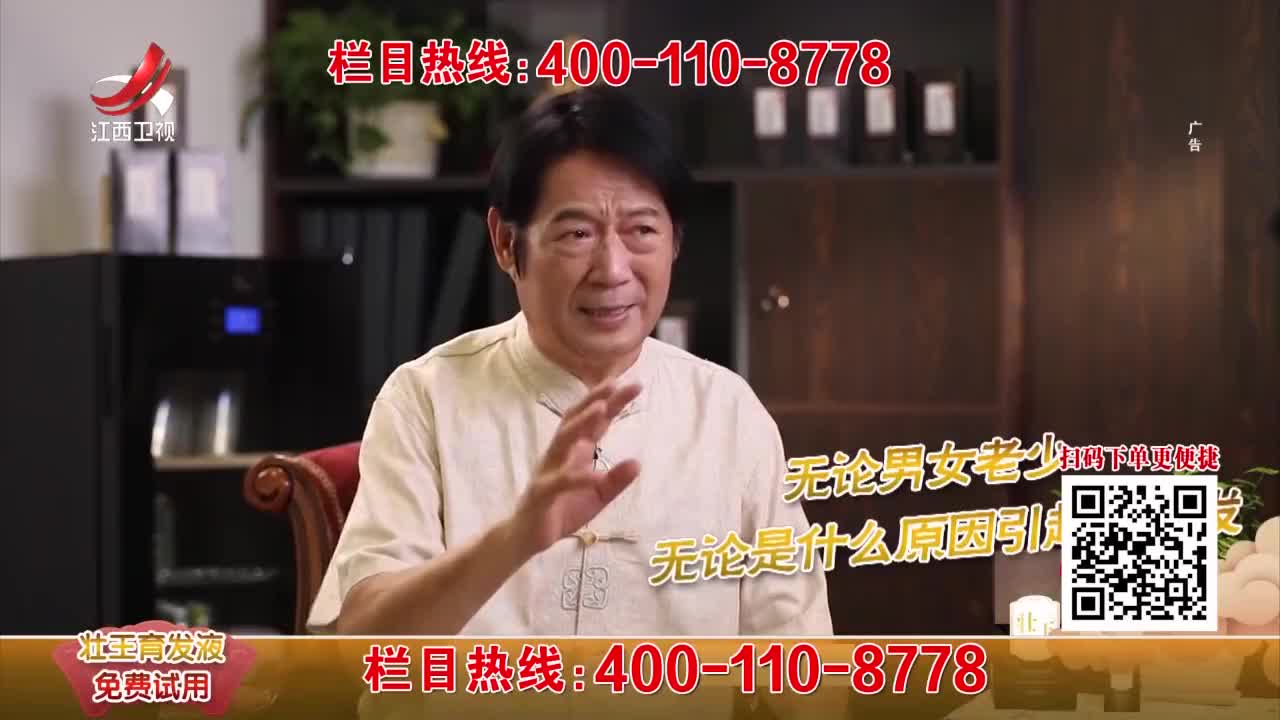 栏目热线:400-110-8778
江西卫视
广告
扫码下单更便捷
无论男女老少
无论是什么原因引起
发
壮王育发液
免费试用
栏目热线:400-110-8778